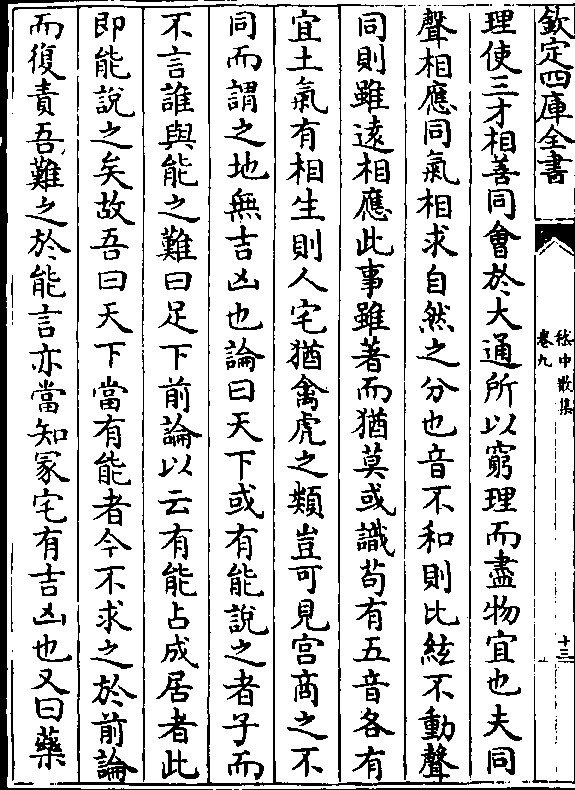 欽定四庫全書
嵇中散集
卷九
十三
理使三才相善同會於大通所以窮理而盡物宜也夫同
聲相應同氣相求自然之分也音不和則比絃不動聲
同則雖遠相應此事雖著而猶莫或識茍有五音各有
宜土氣有相生則人宅猶禽虎之類豈可見宫商之不
同而謂之地無吉凶也論曰天下或有能說之者子而
不言誰與能之難曰足下前論以云有能占成居者此
即能說之矣故吾曰天下當有能者今不求之於前論
而復責吾難之於能言亦當知冢宅有吉凶也又曰藥